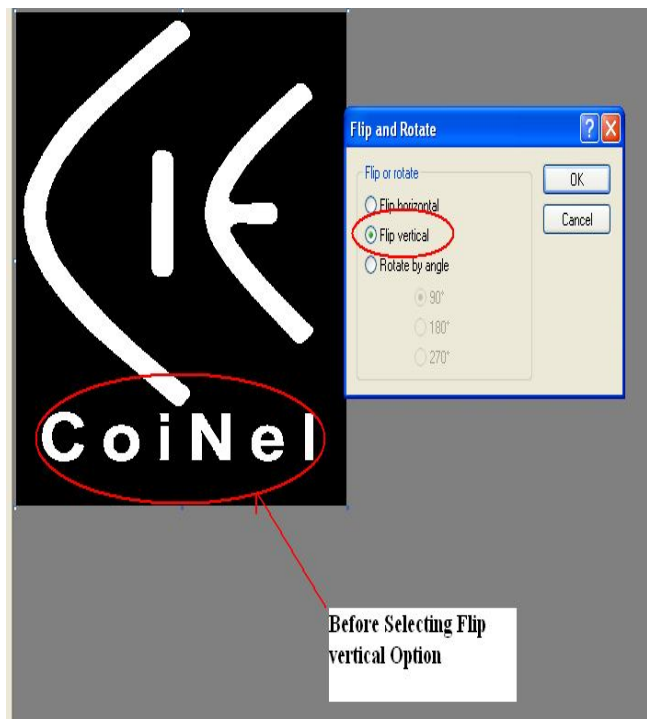 Flip and Rotate
Flip or rotate
OK
Flip horizontal
Cancel
Flip vertical
Rotate by angle
90°
180°
270°
CIE
CoiNel
Before Selecting Flip
vertical Option